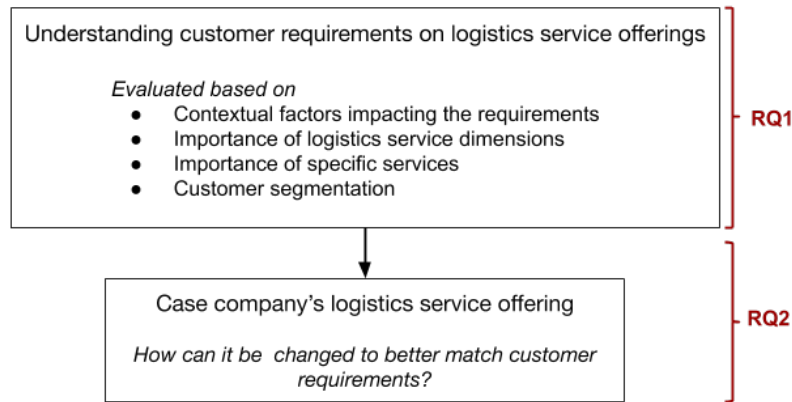 Understanding customer requirements on logistics service offerings
Evaluated based on
● Contextual factors impacting the requirements
● Importance of logistics service dimensions
● Importance of specific services
● Customer segmentation
RQ1
Case company's logistics service offering
How can it be  changed to better match customer
requirements?
RQ2